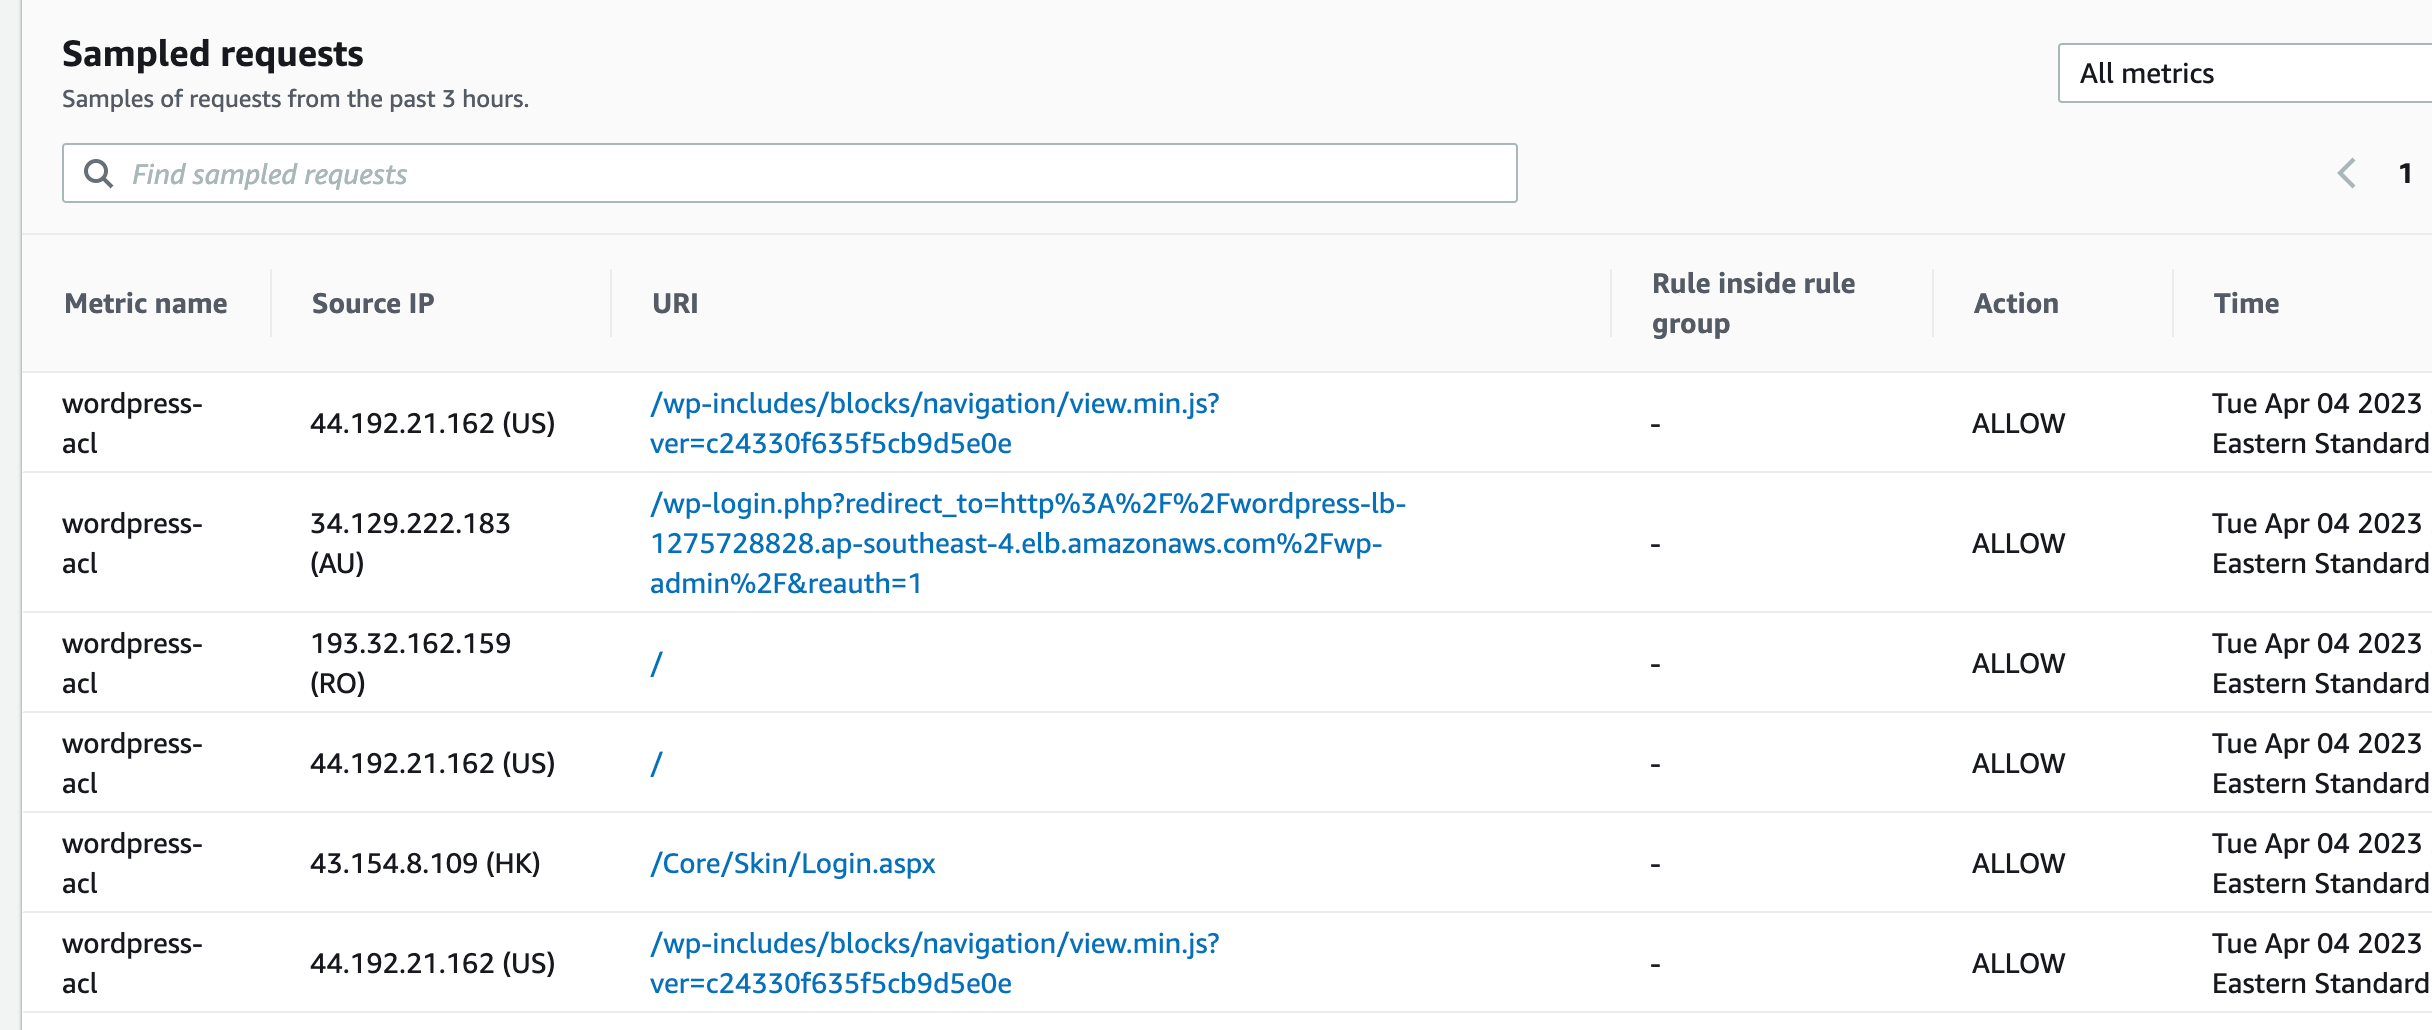 Sampled requests
Samples of requests from the past 3 hours.
All metrics
Find sampled requests
1
Metric name
Source IP
URI
Rule inside rule
group
Action
Time
wordpress-
acl
44.192.21.162 (US)
/wp-includes/blocks/navigation/view.min.js?
ver=c24330f635f5cb9d5e0e
-
ALLOW
Tue Apr 04 2023
Eastern Standard
wordpress-
acl
34.129.222.183
(AU)
/wp-login.php?redirect_to=http%3A%2F%2Fwordpress-lb-
1275728828.ap-southeast-4.elb.amazonaws.com%2Fwp-
admin%2F&reauth=1
-
ALLOW
Tue Apr 04 2023
Eastern Standard
wordpress-
acl
193.32.162.159
(RO)
/
-
ALLOW
Tue Apr 04 2023
Eastern Standard
wordpress-
acl
44.192.21.162 (US)
/
-
ALLOW
Tue Apr 04 2023
Eastern Standard
wordpress-
acl
43.154.8.109 (HK)
/Core/Skin/Login.aspx
-
ALLOW
Tue Apr 04 2023
Eastern Standard
wordpress-
acl
44.192.21.162 (US)
/wp-includes/blocks/navigation/view.min.js?
ver=c24330f635f5cb9d5e0e
-
ALLOW
Tue Apr 04 2023
Eastern Standard